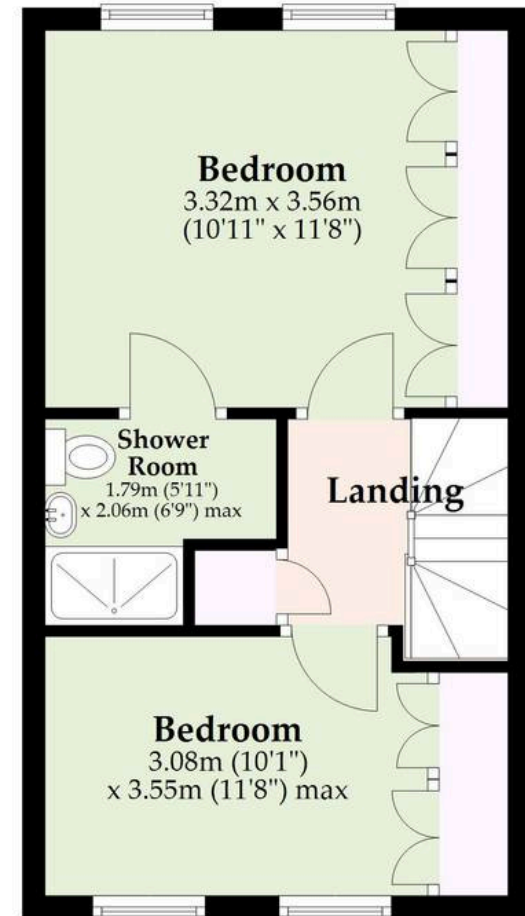 Bedroom
3.32m x 3.56m
(10'11" x 11'8")
Shower
Room
1.79m (5'11")
x 2.06m (6'9") max
Landing
Bedroom
3.08m (10'1")
x 3.55m (11'8") max